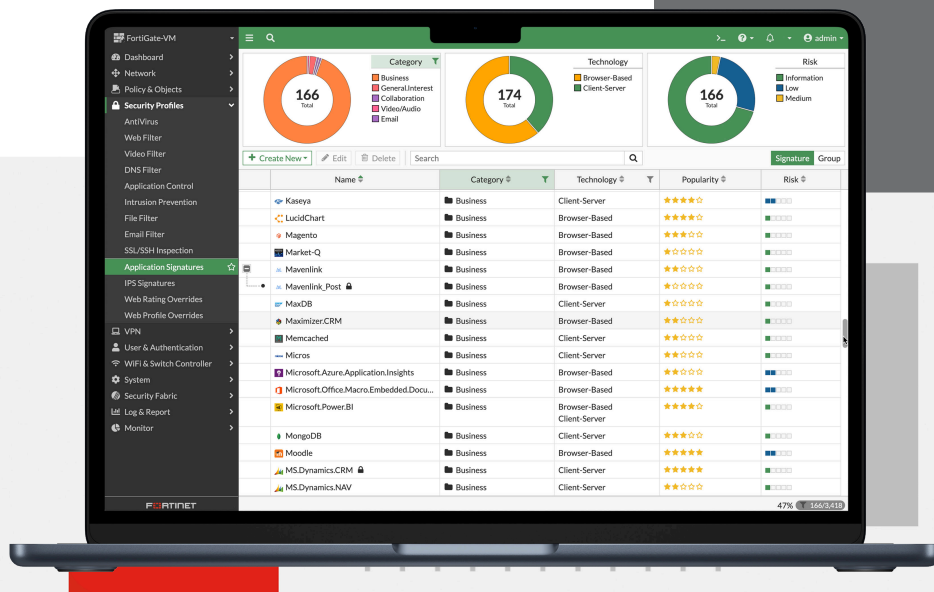 FortiGate-VM
admin
Dashboard
Network
Policy & Objects
Security Profiles
AntiVirus
Web Filter
Video Filter
DNS Filter
Application Control
Intrusion Prevention
File Filter
Email Filter
SSL/SSH Inspection
Application Signatures
IPS Signatures
Web Rating Overrides
Web Profile Overrides
VPN
User & Authentication
WiFi & Switch Controller
System
Security Fabric
Log & Report
Monitor
FORTINET
166
Total
Category
Business
General.Interest
Collaboration
Video/Audio
Email
174
Total
Technology
Browser-Based
Client-Server
166
Total
Risk
Information
Low
Medium
+ Create New Edit Delete Search Signature Group
Name Category Technology Popularity Risk
Kaseya Business Client-Server
LucidChart Business Browser-Based
Magento Business Browser-Based
Market-Q Business Browser-Based
Mavenlink Business Browser-Based
Mavenlink_Post Business Browser-Based
MaxDB Business Client-Server
Maximizer.CRM Business Browser-Based
Memcached Business Client-Server
Micros Business Client-Server
Microsoft.Azure.Application.Insights Business Browser-Based
Microsoft.Office.Macro.Embedded.Docu... Business Browser-Based
Microsoft.Power.BI Business Browser-Based
Client-Server
MongoDB Business Client-Server
Moodle Business Browser-Based
MS.Dynamics.CRM Business Client-Server
MS.Dynamics.NAV Business Client-Server
47% 166/3,418